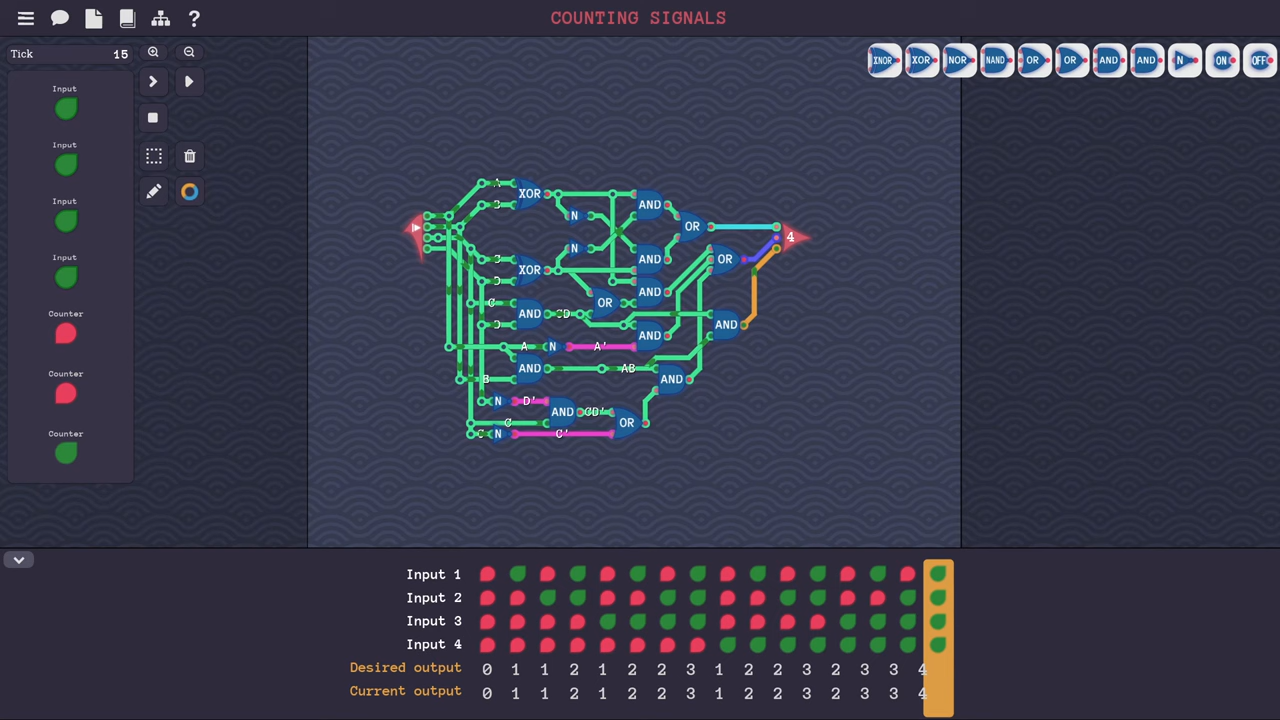 ?
COUNTING SIGNALS
Tick 15
XNOR XOR NOR NAND OR OR AND AND N ON OFF
Input
Input
Input
Input
Counter
Counter
Counter
A
XOR
B
AND
N
OR
4
N
C
AND
OR
XOR
D
AND
C
OR
AND
CD
D
AND
AND
A
N
A'
AND
AB
B
AND
N
D'
AND
CD'
C
OR
C
N
C'
Input 1
Input 2
Input 3
Input 4
Desired output 0 1 1 2 1 2 2 3 1 2 2 3 2 3 3 4
Current output 0 1 1 2 1 2 2 3 1 2 2 3 2 3 3 4